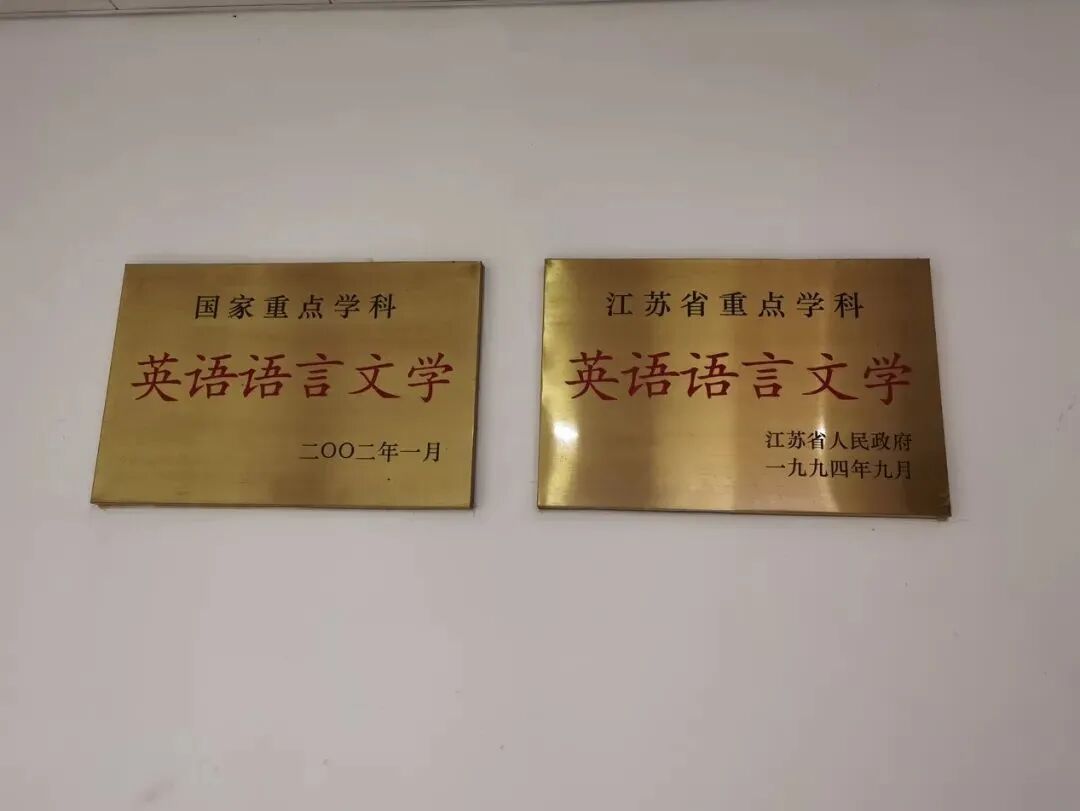 国家重点学科
英语语言文学
二〇〇二年一月
江苏省重点学科
英语语言文学
江苏省人民政府
一九九四年九月